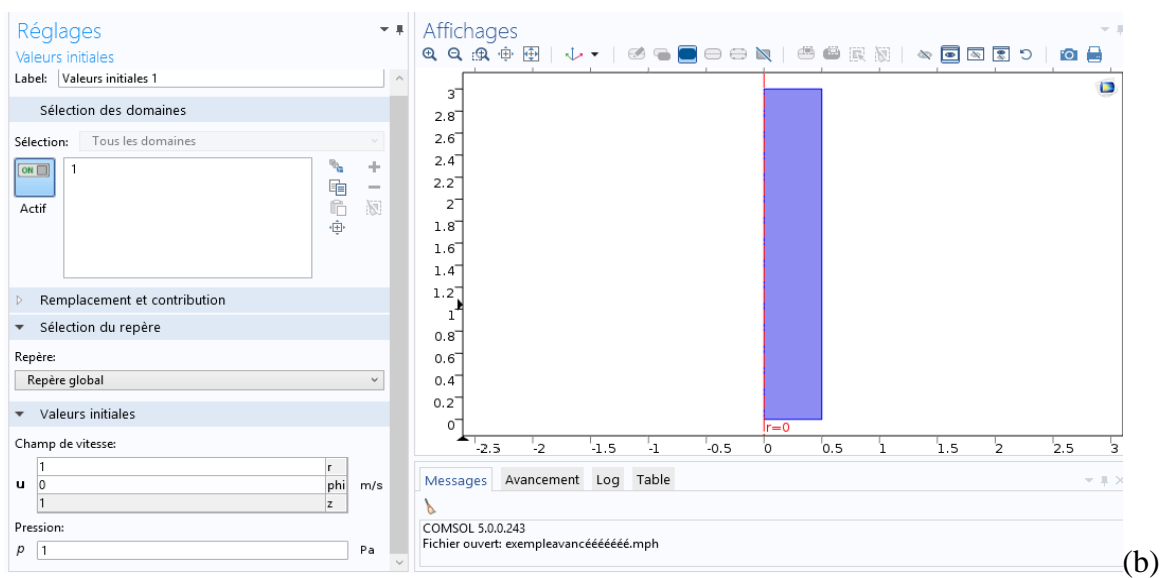 Réglages
Valeurs initiales
Label: Valeurs initiales 1
Sélection des domaines
Sélection: Tous les domaines
ON
1
Actif
Remplacement et contribution
Sélection du repère
Repère:
Repère global
Valeurs initiales
Champ de vitesse:
1 r
u 0 phi m/s
1 z
Pression:
p 1 Pa
Affichages
3
2.8
2.6
2.4
2.2
2
1.8
1.6
1.4
1.2
1
0.8
0.6
0.4
0.2
0
r=0
-2.5 -2 -1.5 -1 -0.5 0 0.5 1 1.5 2 2.5 3
Messages Avancement Log Table
COMSOL 5.0.0.243
Fichier ouvert: exempleavancééééééé.mph
(b)